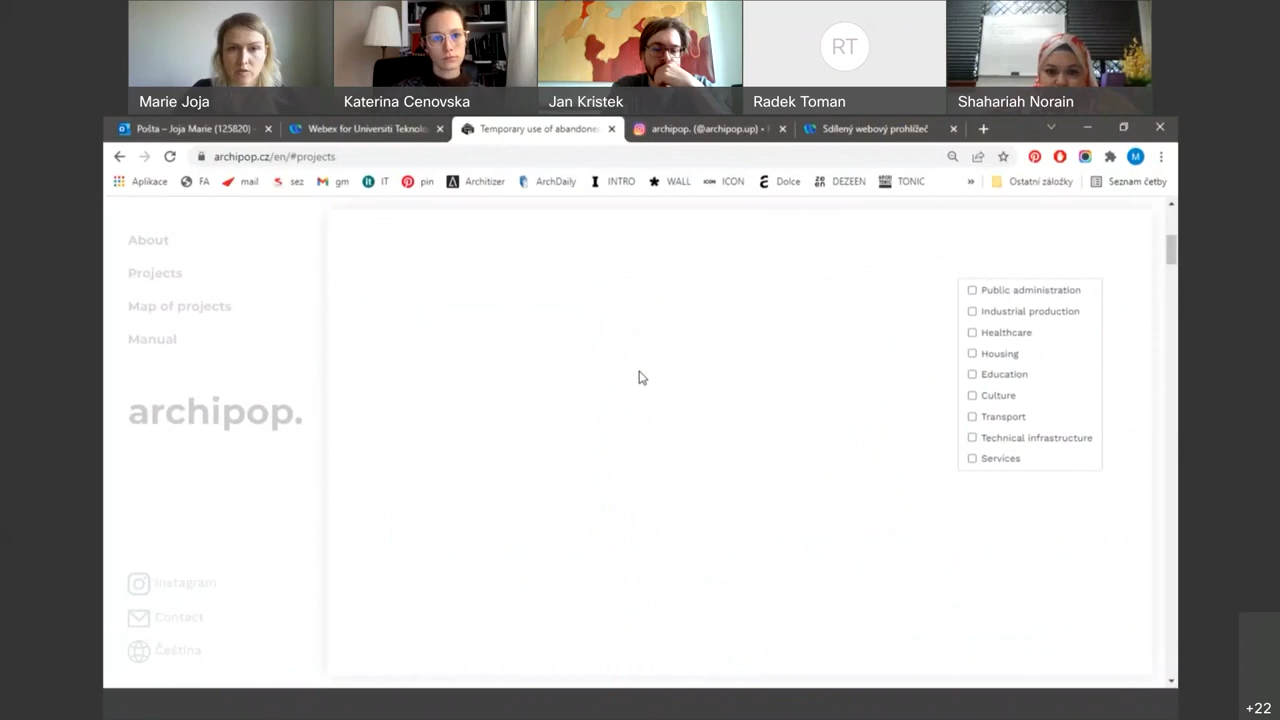 RT
Marie Joja
Katerina Cenovska
Jan Kristek
Radek Toman
Shahariah Norain
Pošta – Joja Marie (125820)
Webex for Universiti Teknolo
Temporary use of abandone
archipop. (@archipop.up) •
Sdílený webový prohlížeč
archipop.cz/en/#projects
M
Aplikace
FA
mail
sez
gm
IT
pin
Architizer
ArchDaily
INTRO
WALL
ICON
Dolce
DEZEEN
TONIC
»
Ostatní záložky
Seznam četby
About
Projects
Map of projects
Manual
archipop.
Instagram
Contact
Čeština
Public administration
Industrial production
Healthcare
Housing
Education
Culture
Transport
Technical infrastructure
Services
+22